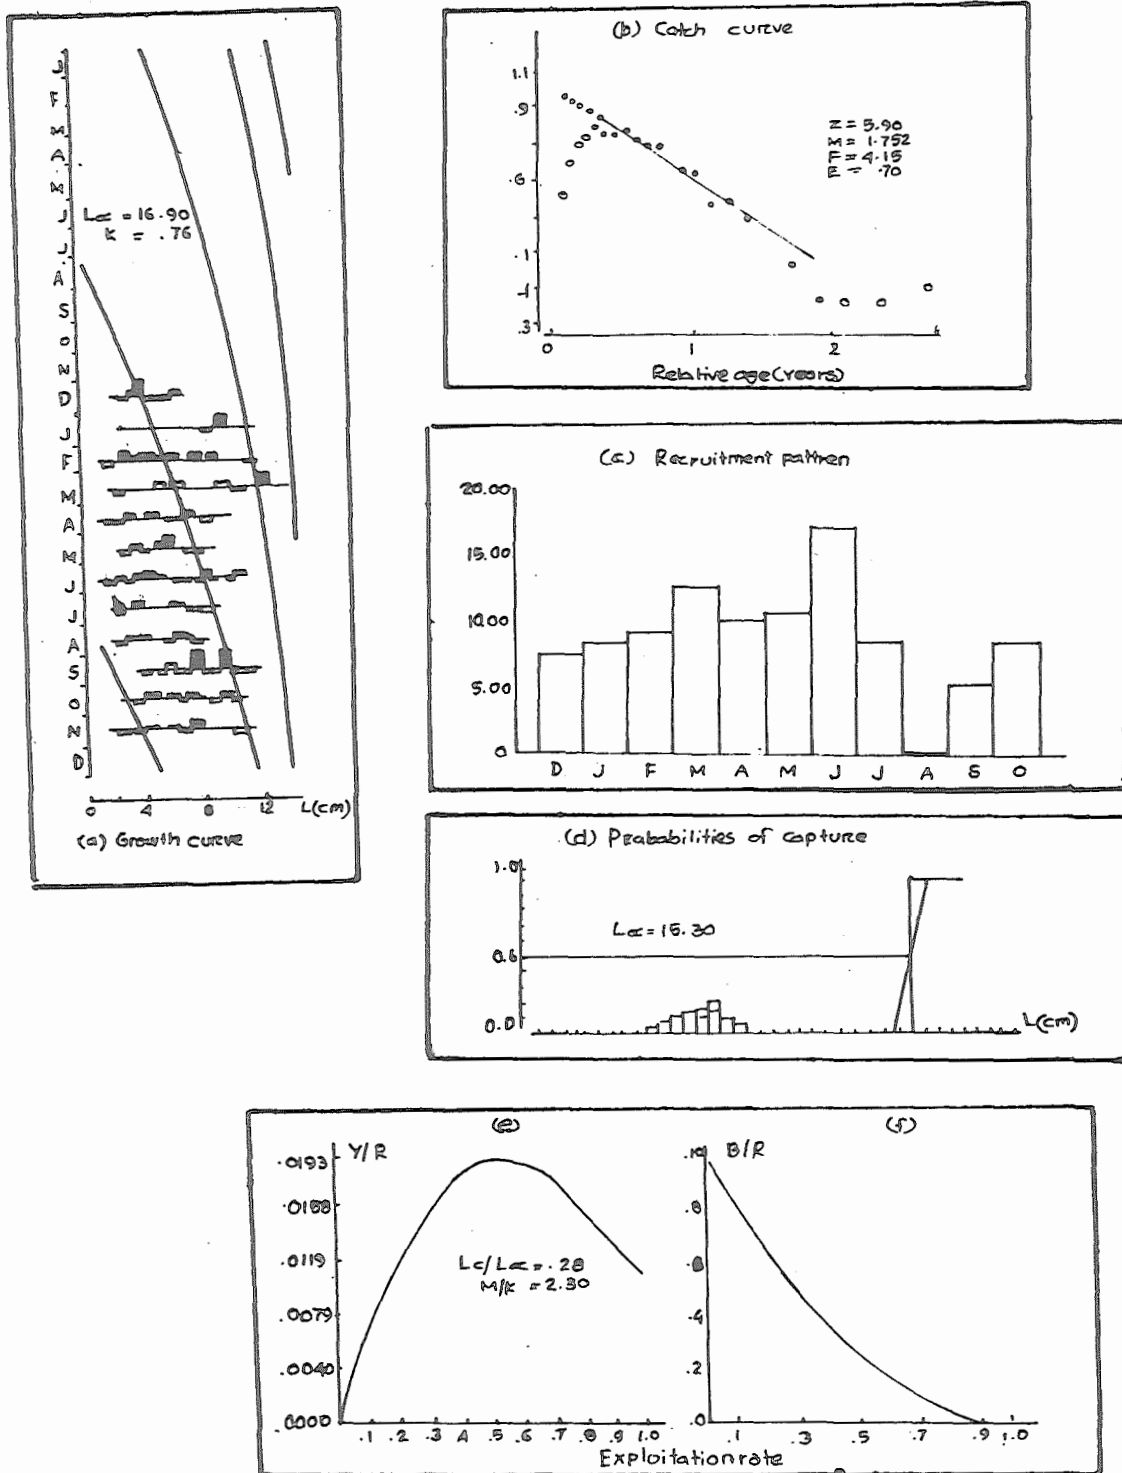 J
F
M
A
M
J
J
A
S
O
N
D
J
F
M
A
M
J
J
A
S
O
N
D
L∝ = 16.90
K = .76
0 4 8 12 L(cm)
(a) Growth curve
(b) Catch curve
1.1
.9
.6
.1
-1
.3
Z = 5.90
M = 1.752
F = 4.15
E = .70
0 1 2
Relative age (years)
(c) Recruitment pattren
20.00
15.00
10.00
5.00
0
D J F M A M J J A S O
(d) Prababilities of capture
1.0
0.5
0.0
L∝ = 15.30
L(cm)
(e)
Y/R
.0193
.0158
.0119
.0079
.0040
.0000
Lc/L∝ = .28
M/K = 2.30
.1 .2 .3 .4 .5 .6 .7 .8 .9 1.0
(f)
B/R
.10
.8
.6
.4
.2
.0
.1 .3 .5 .7 .9 1.0
Exploitation rate